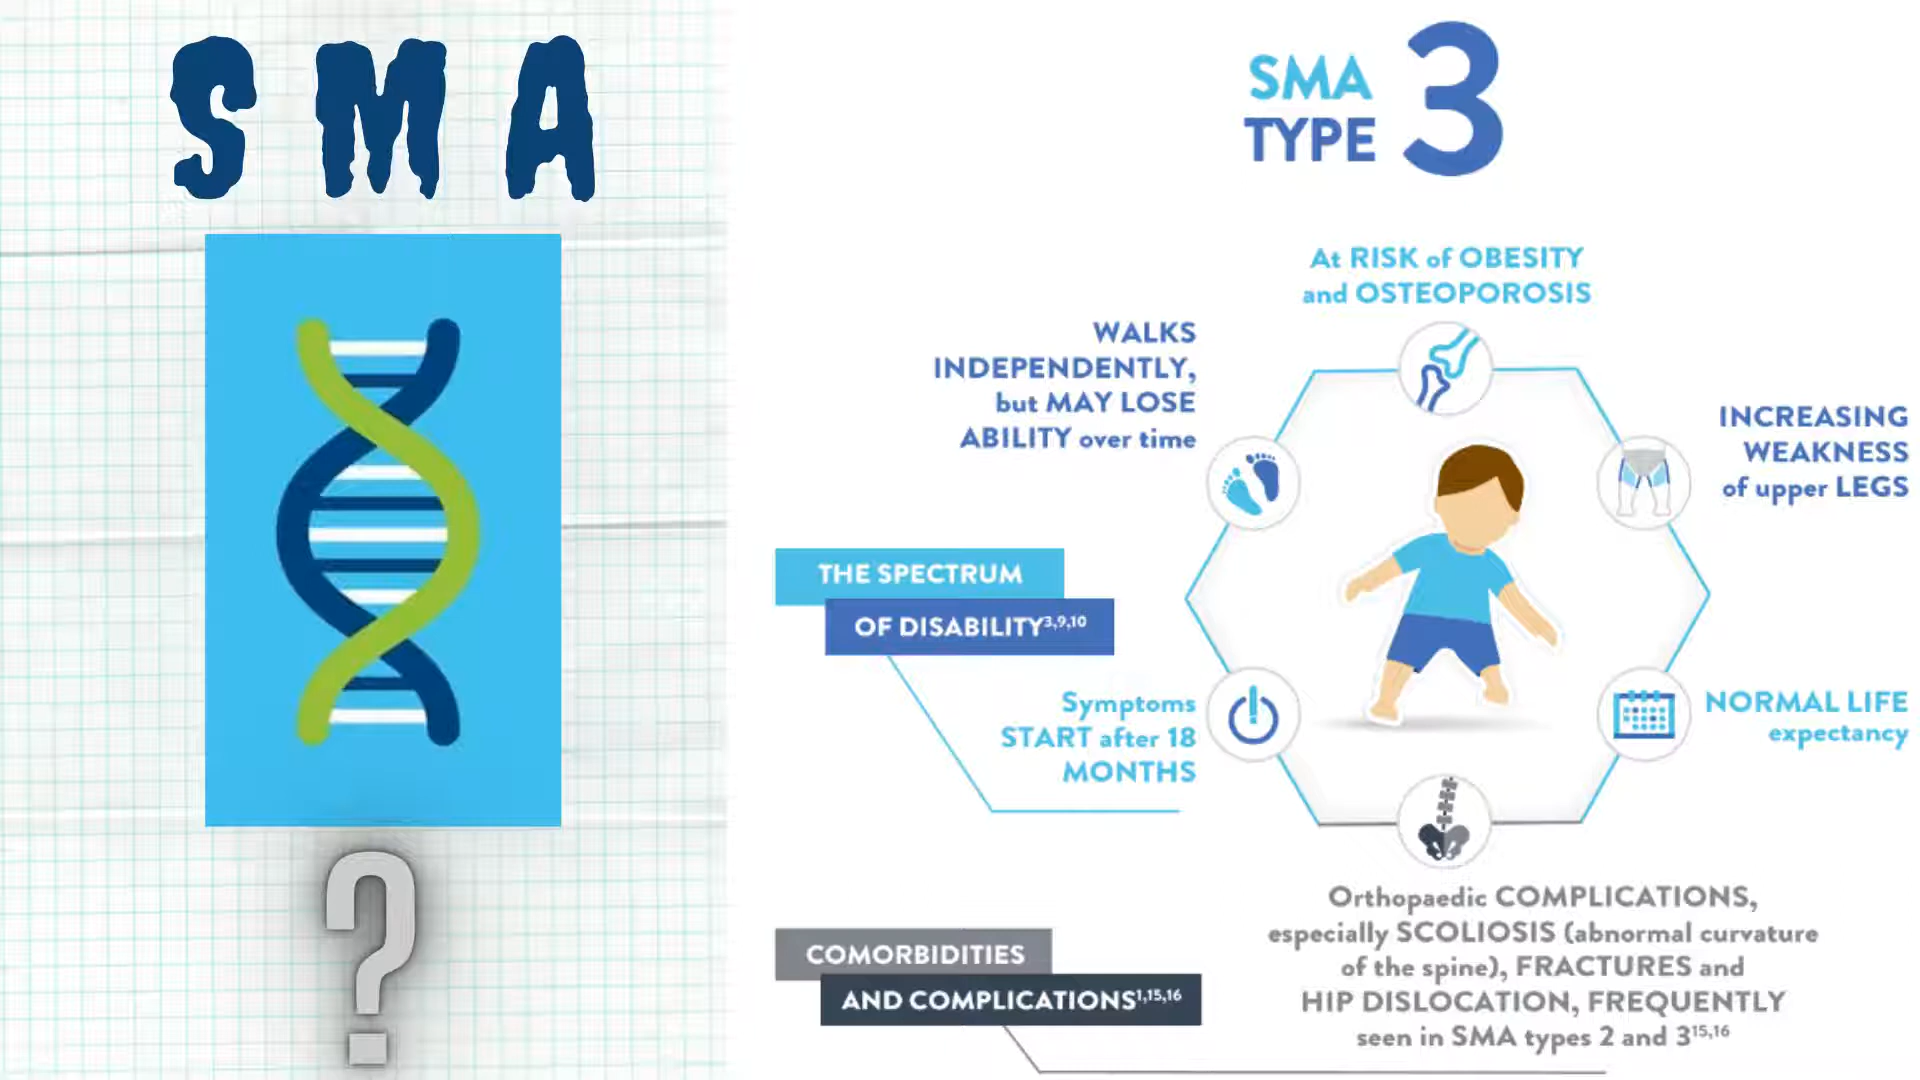 SMA
?
SMA
TYPE 3
At RISK of OBESITY
and OSTEOPOROSIS
WALKS
INDEPENDENTLY,
but MAY LOSE
ABILITY over time
INCREASING
WEAKNESS
of upper LEGS
THE SPECTRUM
OF DISABILITY3,9,10
Symptoms
START after 18
MONTHS
NORMAL LIFE
expectancy
COMORBIDITIES
AND COMPLICATIONS1,15,16
Orthopaedic COMPLICATIONS,
especially SCOLIOSIS (abnormal curvature
of the spine), FRACTURES and
HIP DISLOCATION, FREQUENTLY
seen in SMA types 2 and 315,16